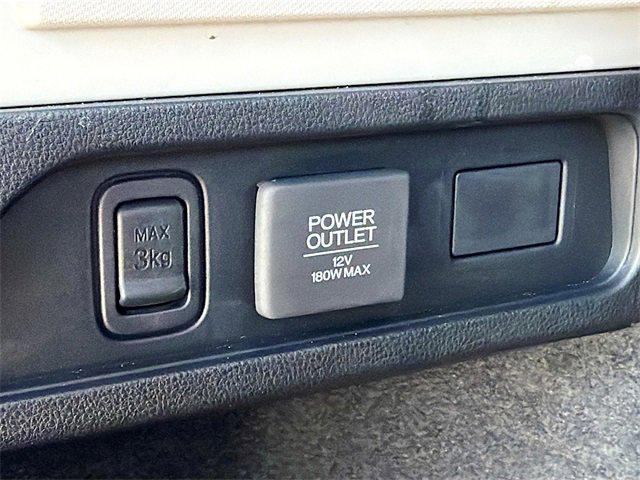 MAX
3kg
POWER
OUTLET
12V
180W MAX